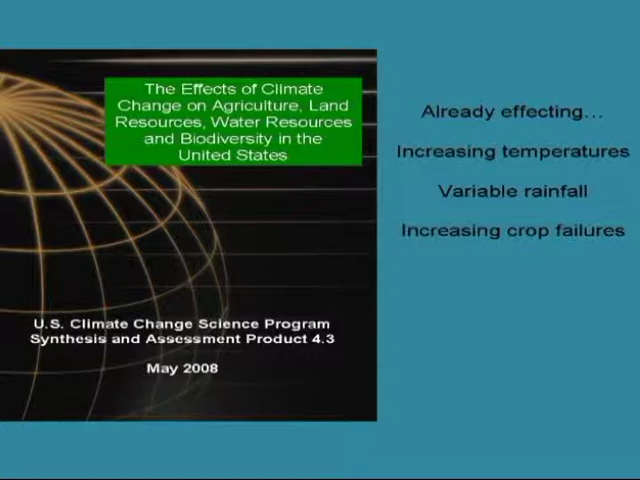 The Effects of Climate
Change on Agriculture, Land
Resources, Water Resources
and Biodiversity in the
United States
U.S. Climate Change Science Program
Synthesis and Assessment Product 4.3
May 2008
Already effecting...
Increasing temperatures
Variable rainfall
Increasing crop failures